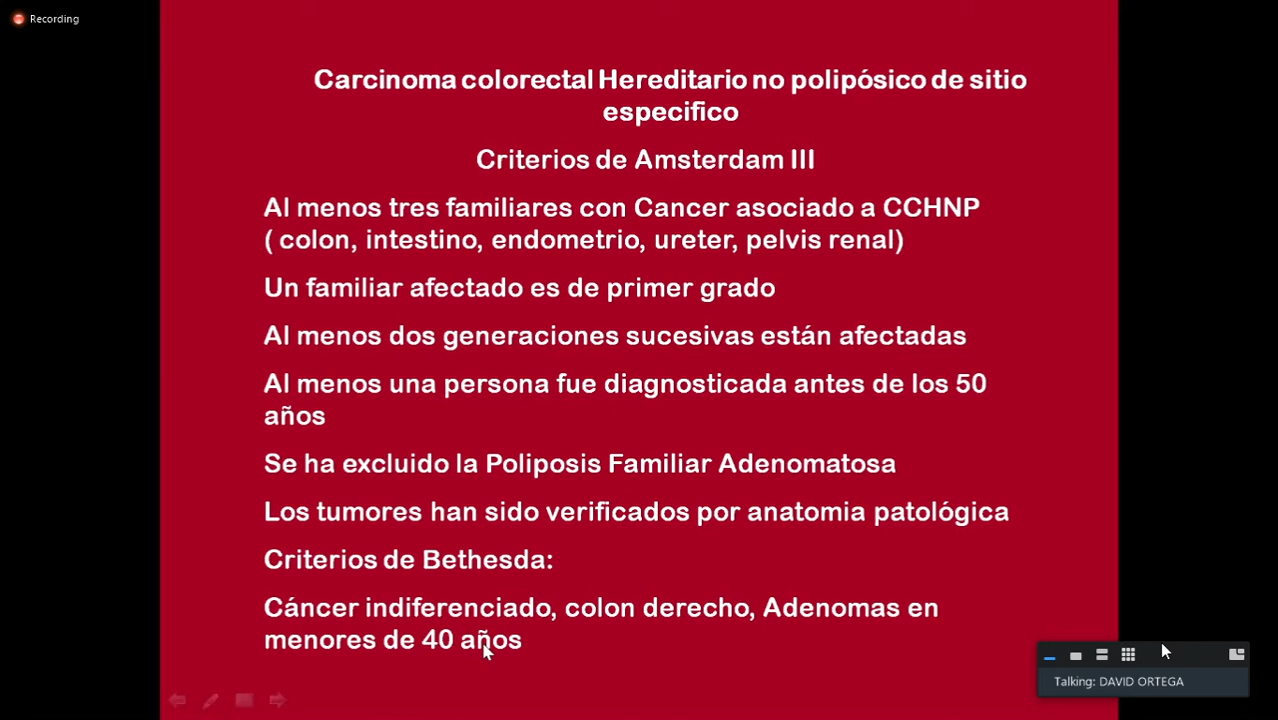 Recording
Carcinoma colorectal Hereditario no polipósico de sitio
especifico
Criterios de Amsterdam III
Al menos tres familiares con Cancer asociado a CCHNP
( colon, intestino, endometrio, ureter, pelvis renal)
Un familiar afectado es de primer grado
Al menos dos generaciones sucesivas están afectadas
Al menos una persona fue diagnosticada antes de los 50
años
Se ha excluido la Poliposis Familiar Adenomatosa
Los tumores han sido verificados por anatomia patológica
Criterios de Bethesda:
Cáncer indiferenciado, colon derecho, Adenomas en
menores de 40 años
Talking: DAVID ORTEGA